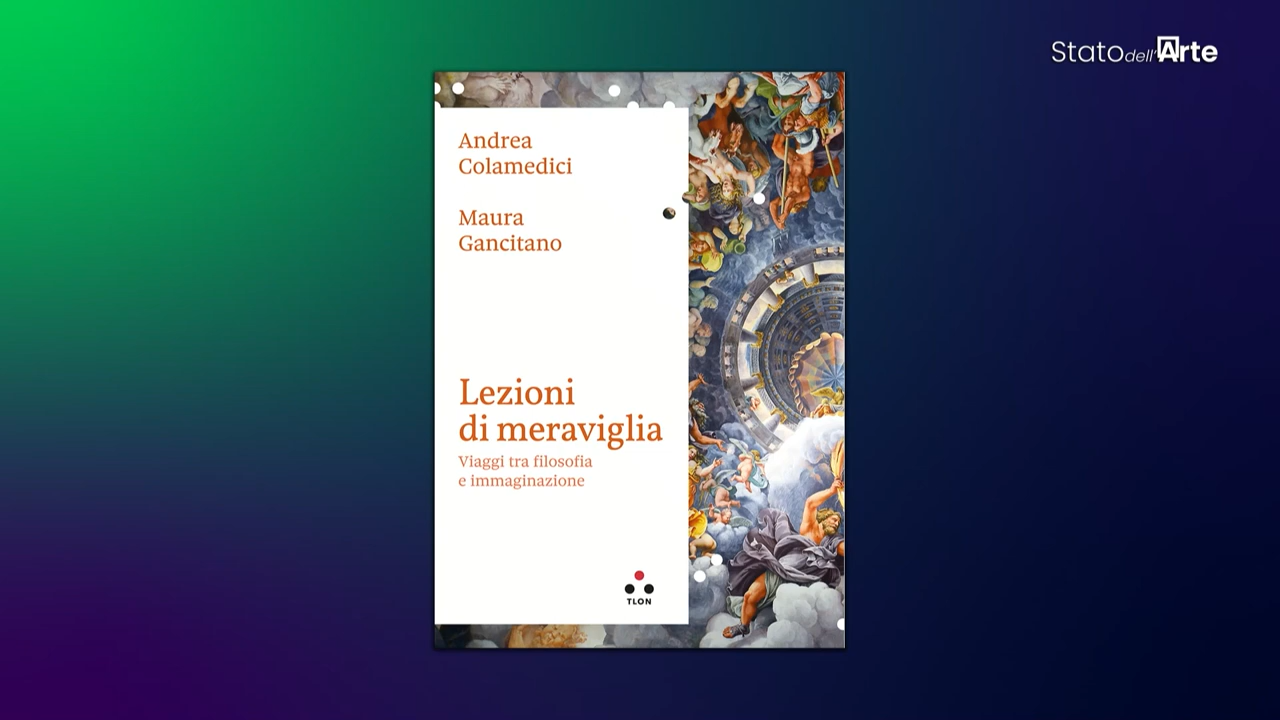 Stato dell'Arte
Andrea
Colamedici
Maura
Gancitano
Lezioni
di meraviglia
Viaggi tra filosofia
e immaginazione
TLON